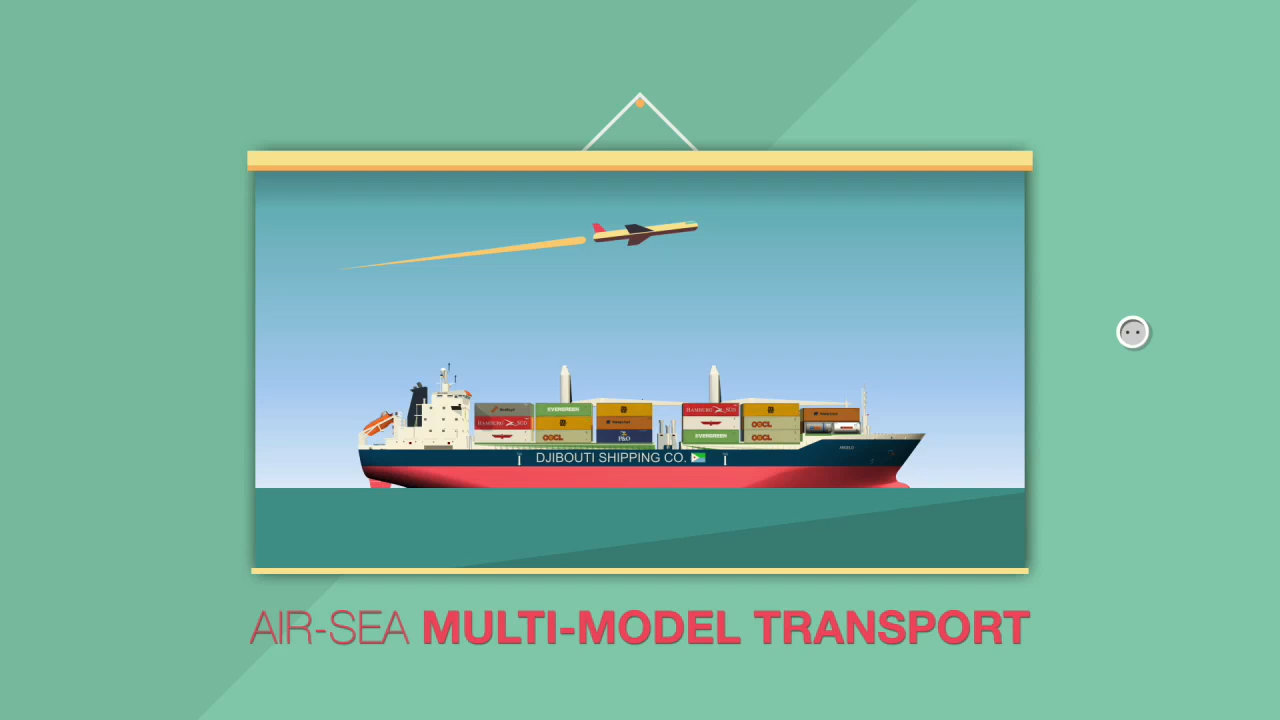 EVERGREEN
HAMBURG SÜD
HAMBURG SÜD
OOCL
OOCL
P&O
EVERGREEN
OOCL
DJIBOUTI SHIPPING CO.
AIR-SEA MULTI-MODEL TRANSPORT